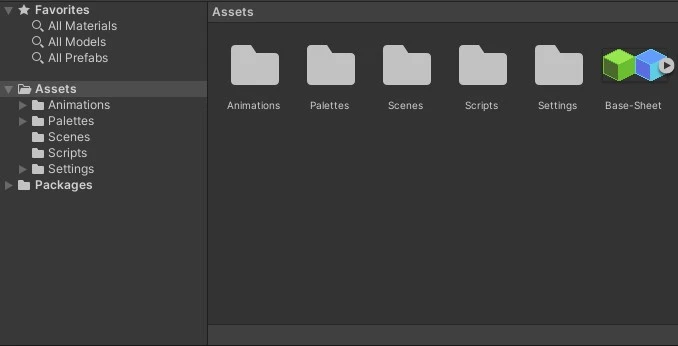 Favorites
All Materials
All Models
All Prefabs
Assets
Animations
Palettes
Scenes
Scripts
Settings
Packages
Assets
Animations
Palettes
Scenes
Scripts
Settings
Base-Sheet